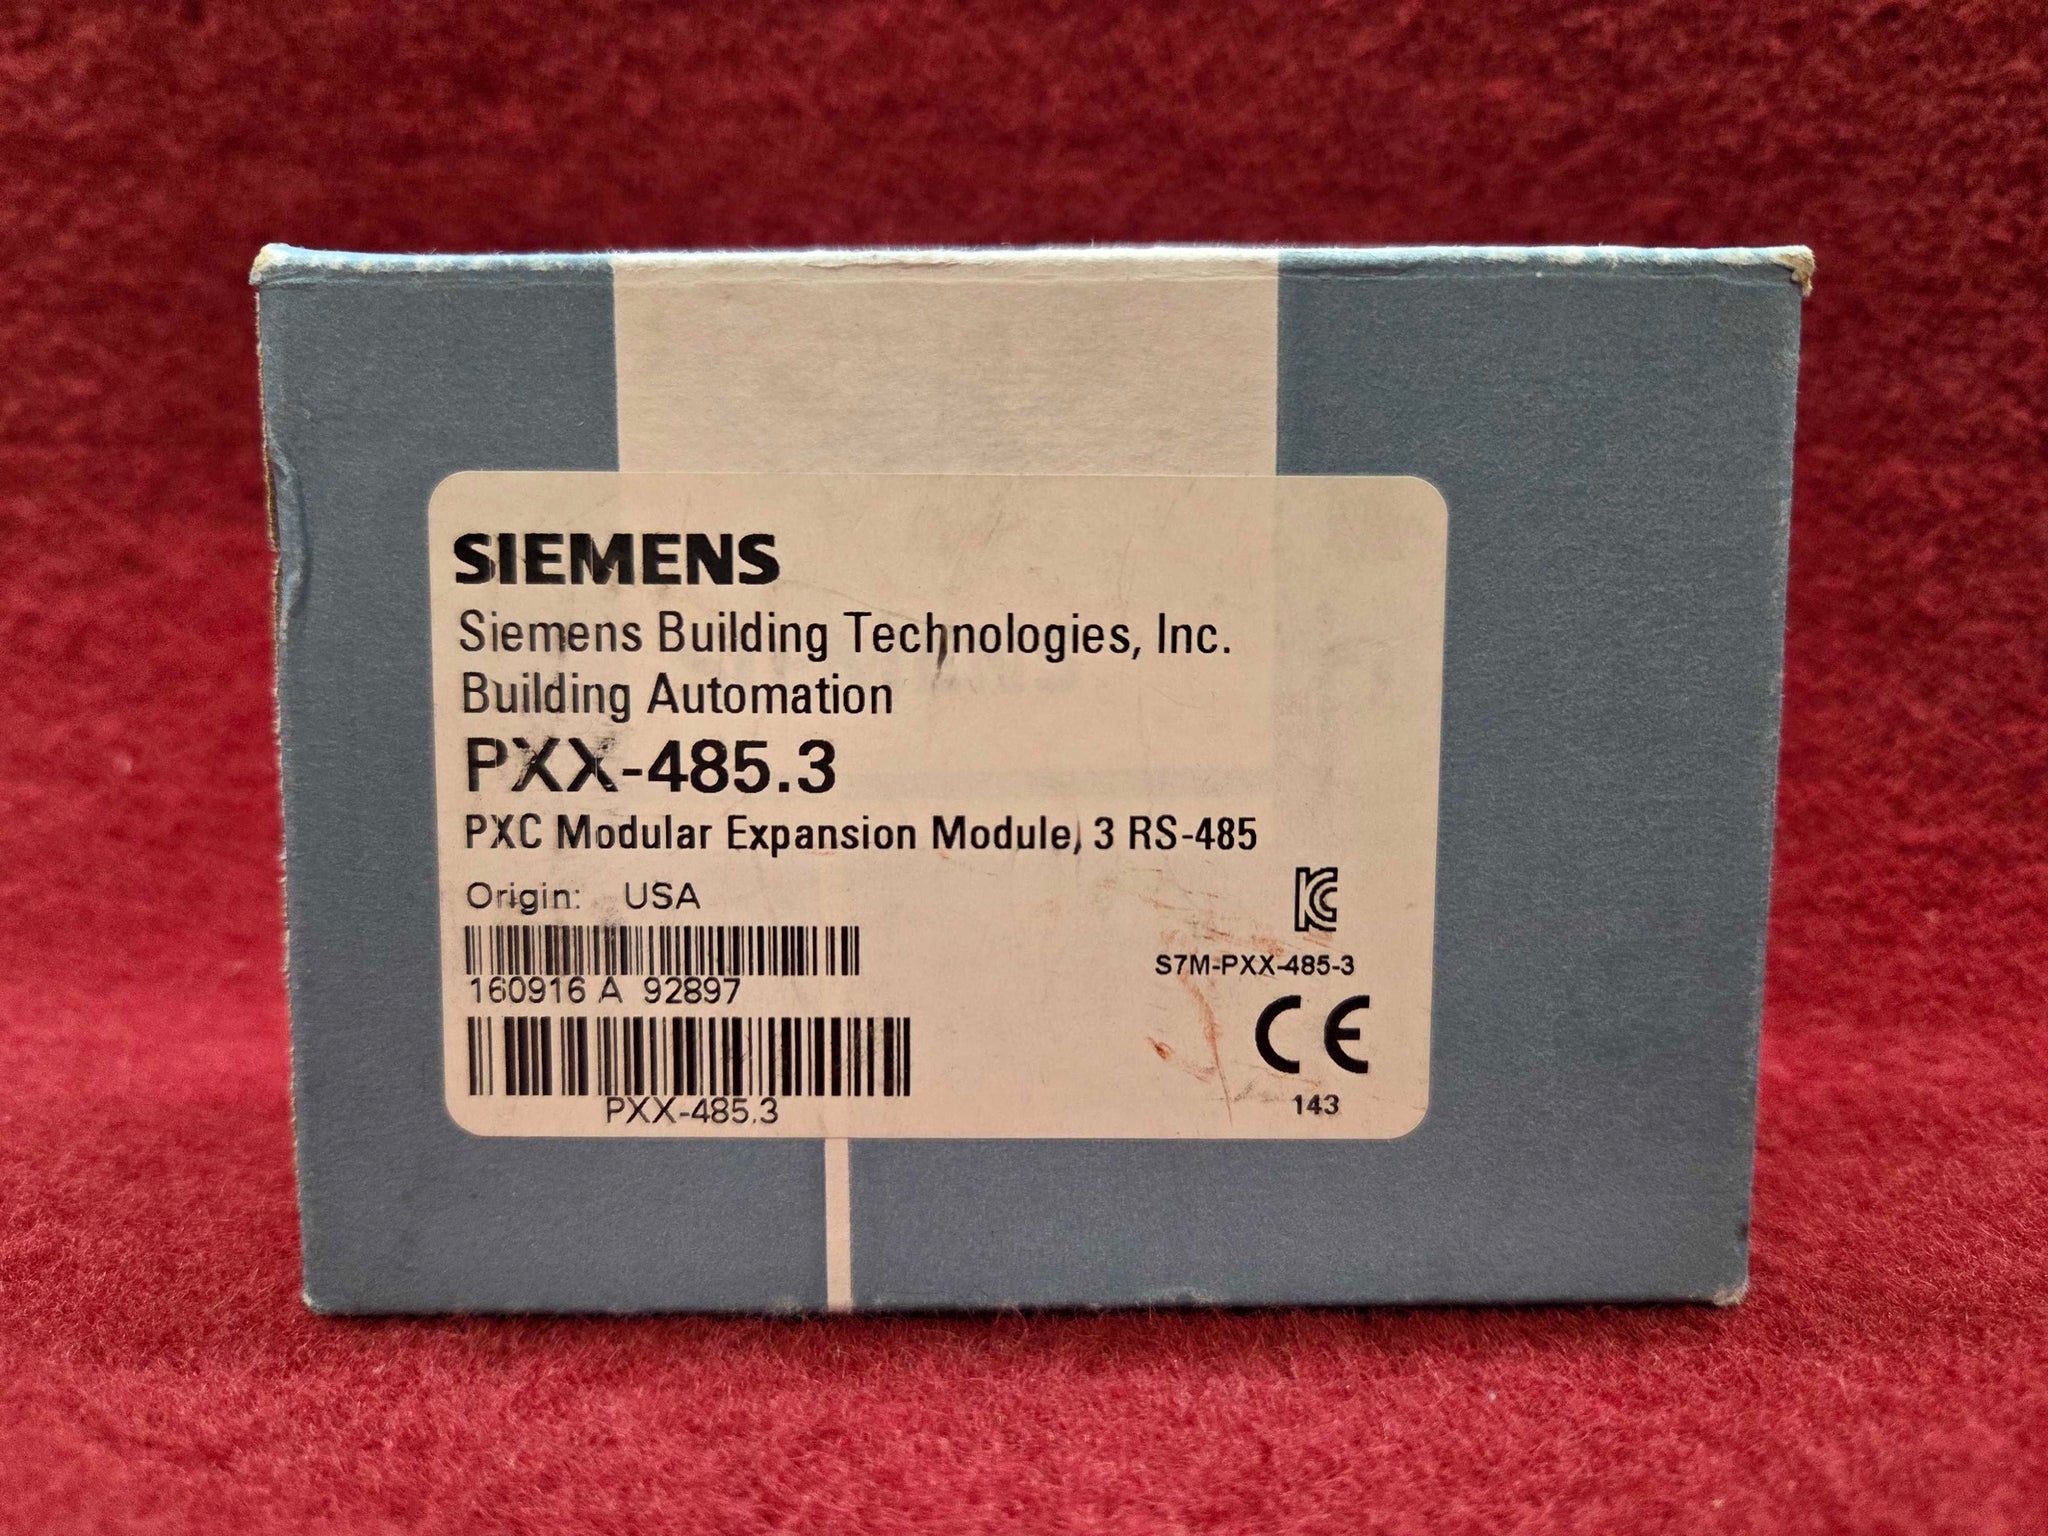 SIEMENS
Siemens Building Technologies, Inc.
Building Automation
PXX-485.3
PXC Modular Expansion Module, 3 RS-485
Origin: USA
160916 A 92897
PXX-485.3
KC
S7M-PXX-485-3
CE
143